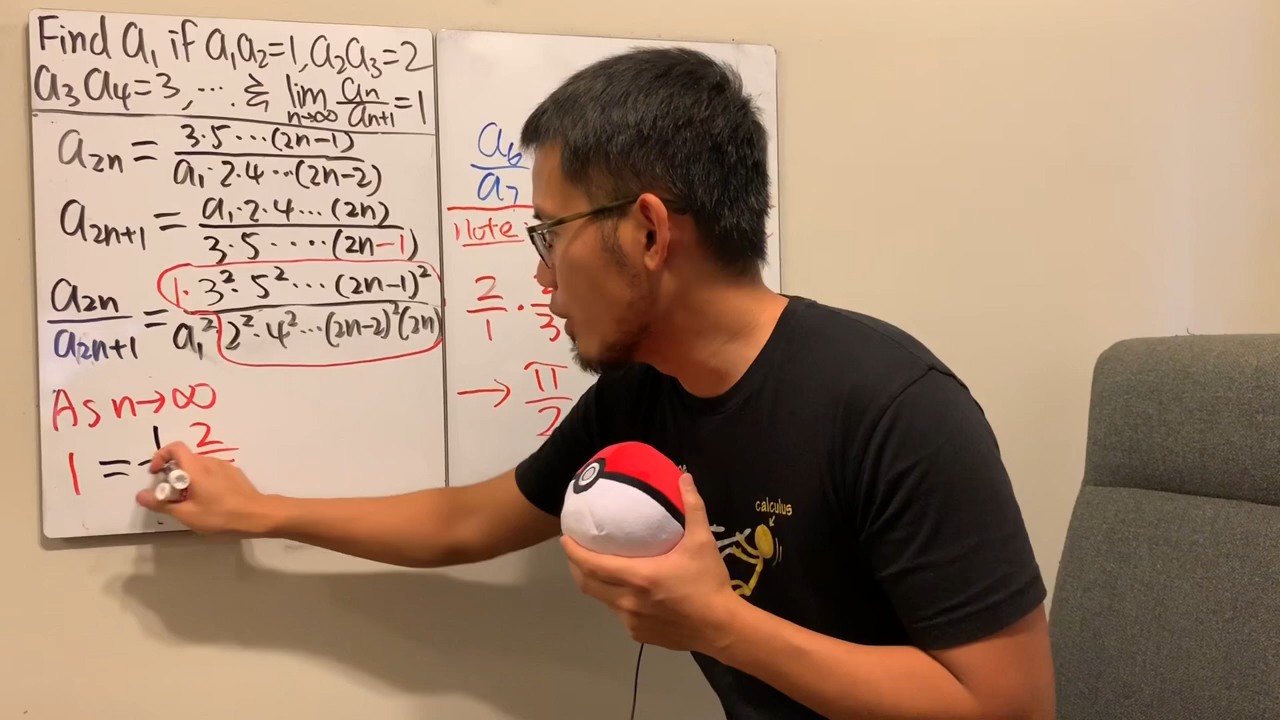 Find a₁ if a₁a₂=1, a₂a₃=2
a₃a₄=3, ... & lim n→∞ aₙ/aₙ₊₁ = 1
a₂ₙ = 3·5···(2n-1) / a₁·2·4···(2n-2)
a₂ₙ₊₁ = a₁·2·4···(2n) / 3·5····(2n-1)
a₂ₙ/a₂ₙ₊₁ = 1·3²·5²···(2n-1)² / a₁² 2²·4²···(2n-2)²(2n)
As n→∞
1 = 1 2
a₆/a₇
note
2/1 · /3
→ π/2
calculus